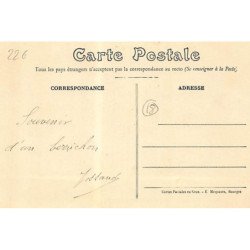 226
Carte Postale
Tous les pays étrangers n'acceptent pas la correspondance au recto (Se renseigner à la Poste)
CORRESPONDANCE
ADRESSE
Souvenir
d'un berrichon
Cartes Postales en Gros. - E. Bourges